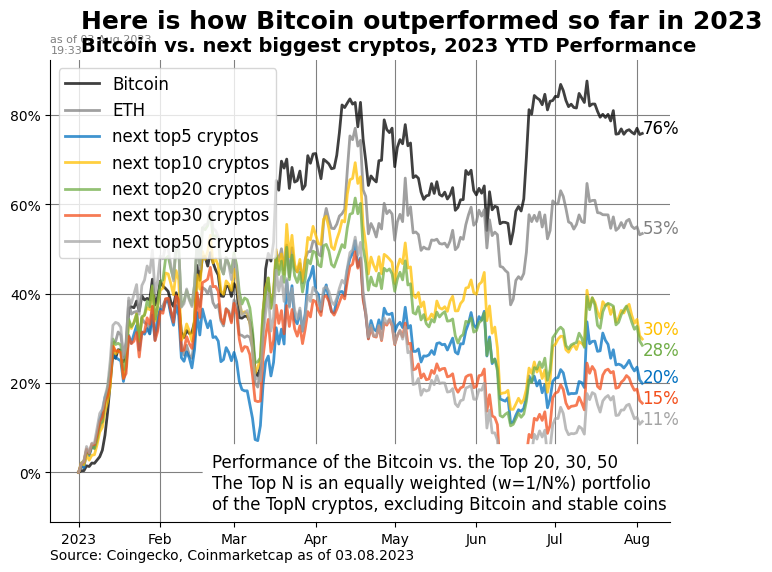 Here is how Bitcoin outperformed so far in 2023
as of 03 Aug 2023
19:33
Bitcoin vs. next biggest cryptos, 2023 YTD Performance
Bitcoin
ETH
next top5 cryptos
next top10 cryptos
next top20 cryptos
next top30 cryptos
next top50 cryptos
80%
60%
40%
20%
0%
76%
53%
30%
28%
20%
15%
11%
Performance of the Bitcoin vs. the Top 20, 30, 50
The Top N is an equally weighted (w=1/N%) portfolio
of the TopN cryptos, excluding Bitcoin and stable coins
2023 Feb Mar Apr May Jun Jul Aug
Source: Coingecko, Coinmarketcap as of 03.08.2023